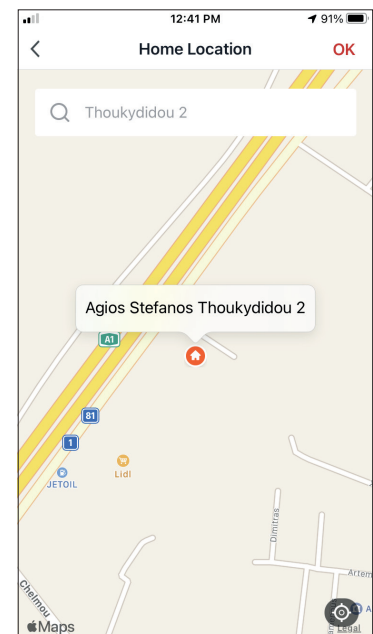 12:41 PM
91%
Home Location
OK
Thoukydidou 2
Agios Stefanos Thoukydidou 2
A1
81
1
Lidl
JETOIL
Dimitras
Artem
Chelmou
A
Maps
Legal